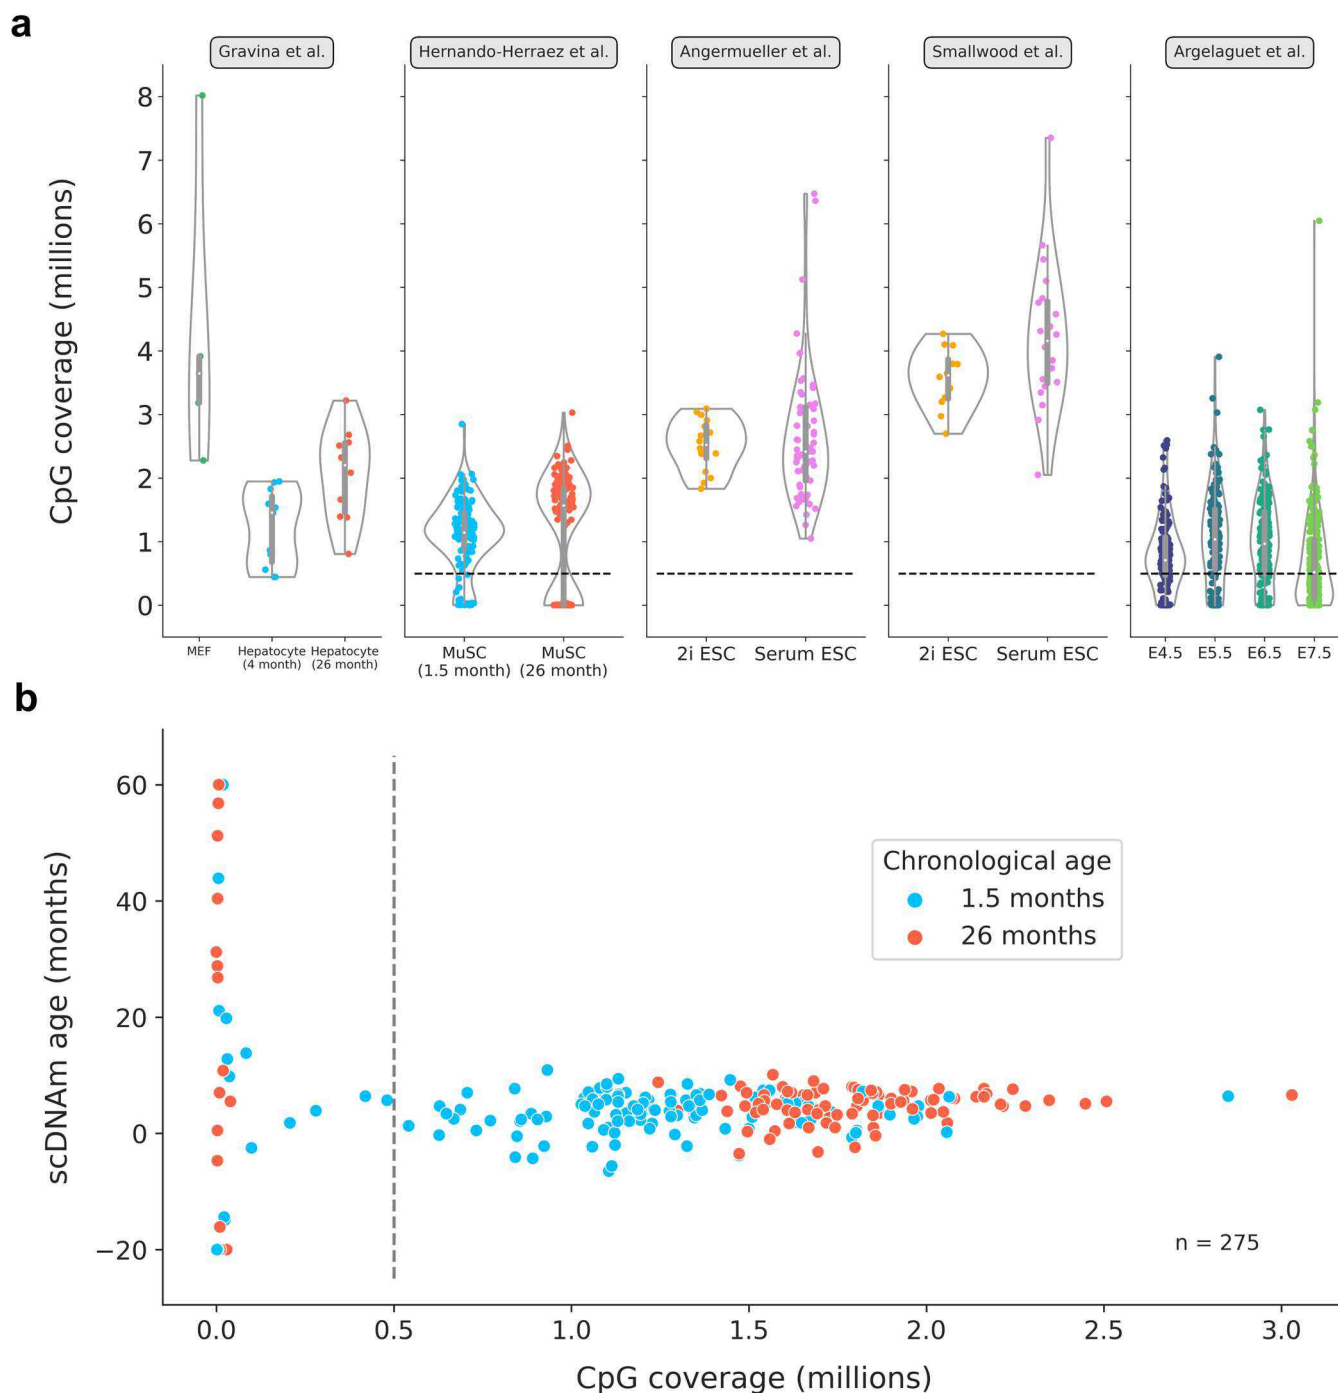 a
Gravina et al.
Hernando-Herraez et al.
Angermueller et al.
Smallwood et al.
Argelaguet et al.
CpG coverage (millions)
8
7
6
5
4
3
2
1
0
MEF
Hepatocyte
(4 month)
Hepatocyte
(26 month)
MuSC
(1.5 month)
MuSC
(26 month)
2i ESC
Serum ESC
2i ESC
Serum ESC
E4.5
E5.5
E6.5
E7.5
b
scDNAm age (months)
60
40
20
0
−20
Chronological age
1.5 months
26 months
n = 275
0.0
0.5
1.0
1.5
2.0
2.5
3.0
CpG coverage (millions)